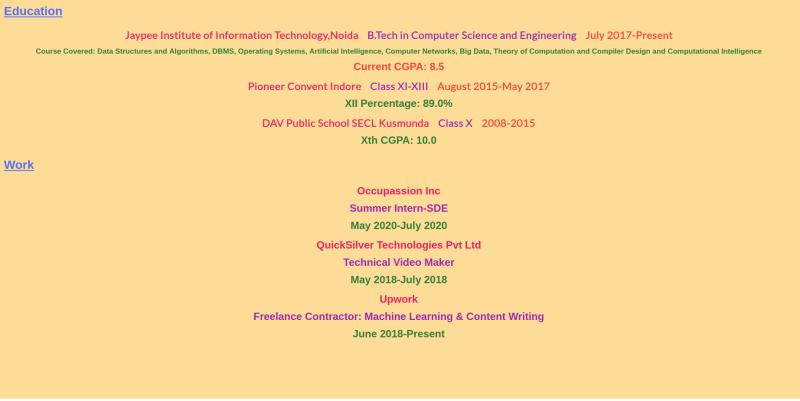 Education
Jaypee Institute of Information Technology,Noida B.Tech in Computer Science and Engineering July 2017-Present
Course Covered: Data Structures and Algorithms, DBMS, Operating Systems, Artificial Intelligence, Computer Networks, Big Data, Theory of Computation and Compiler Design and Computational Intelligence
Current CGPA: 8.5
Pioneer Convent Indore Class XI-XIII August 2015-May 2017
XII Percentage: 89.0%
DAV Public School SECL Kusmunda Class X 2008-2015
Xth CGPA: 10.0
Work
Occupassion Inc
Summer Intern-SDE
May 2020-July 2020
QuickSilver Technologies Pvt Ltd
Technical Video Maker
May 2018-July 2018
Upwork
Freelance Contractor: Machine Learning & Content Writing
June 2018-Present